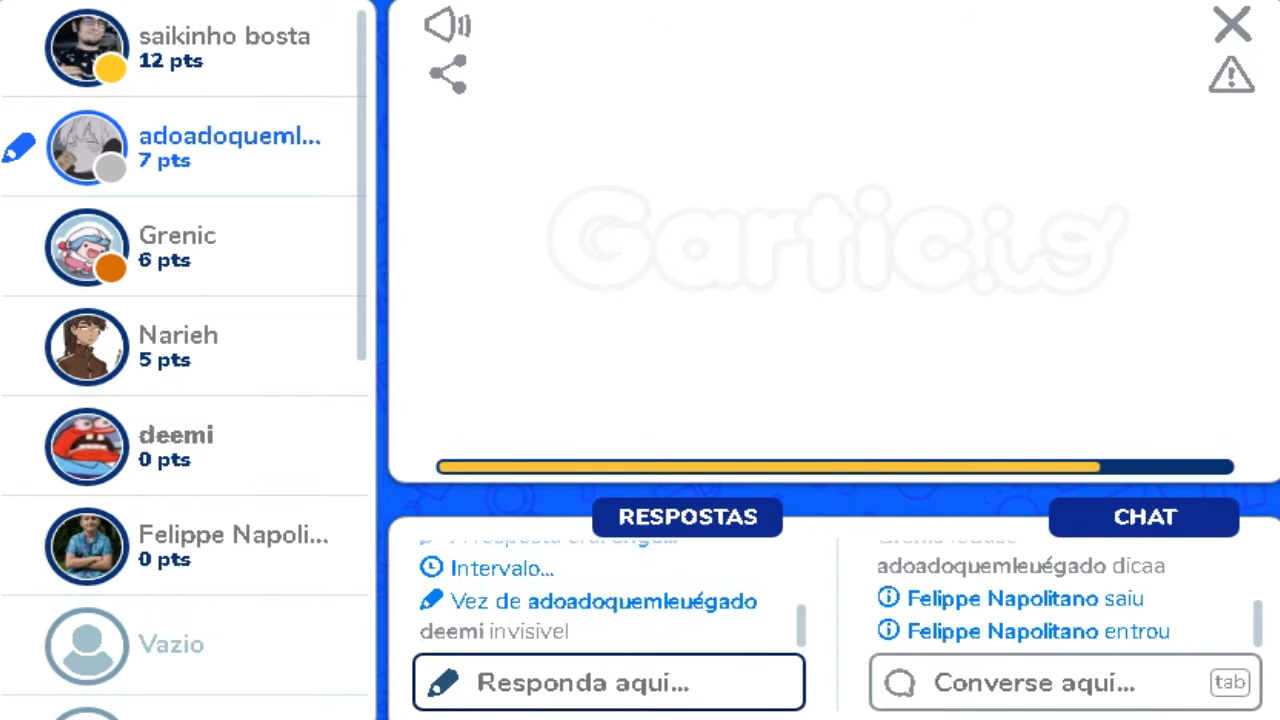 saikinho bosta
12 pts
adoadoqueml...
7 pts
Grenic
6 pts
Narieh
5 pts
deemi
0 pts
Felippe Napoli...
0 pts
Vazio
Gartic.io
RESPOSTAS
Intervalo...
Vez de adoadoquemleuégado
deemi invisivel
Responda aqui...
CHAT
adoadoquemleuégado dicaa
Felippe Napolitano saiu
Felippe Napolitano entrou
Converse aqui...
tab